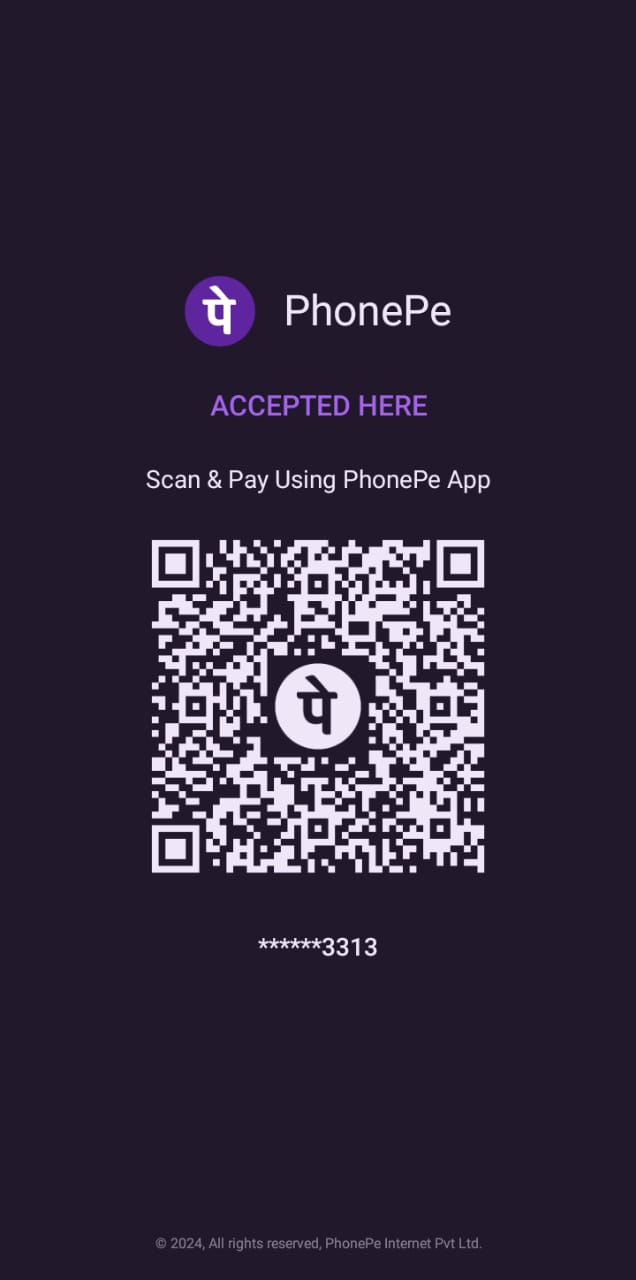 पे PhonePe
ACCEPTED HERE
Scan & Pay Using PhonePe App
पे
******3313
© 2024, All rights reserved, PhonePe Internet Pvt Ltd.